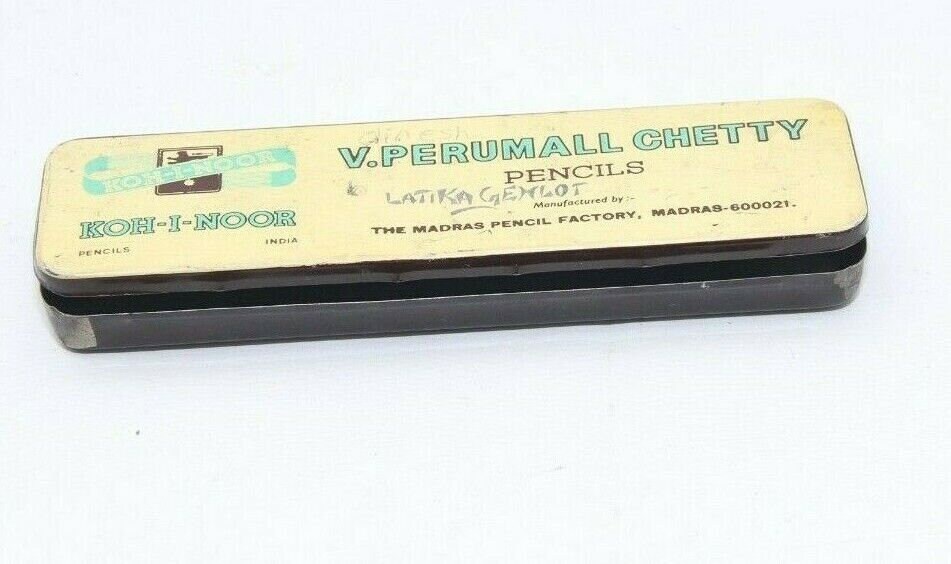 KOH-I-NOOR
KOH-I-NOOR
PENCILS INDIA
V.PERUMALL CHETTY
PENCILS
LATIKA GEHLOT
Manufactured by :-
THE MADRAS PENCIL FACTORY, MADRAS-600021.